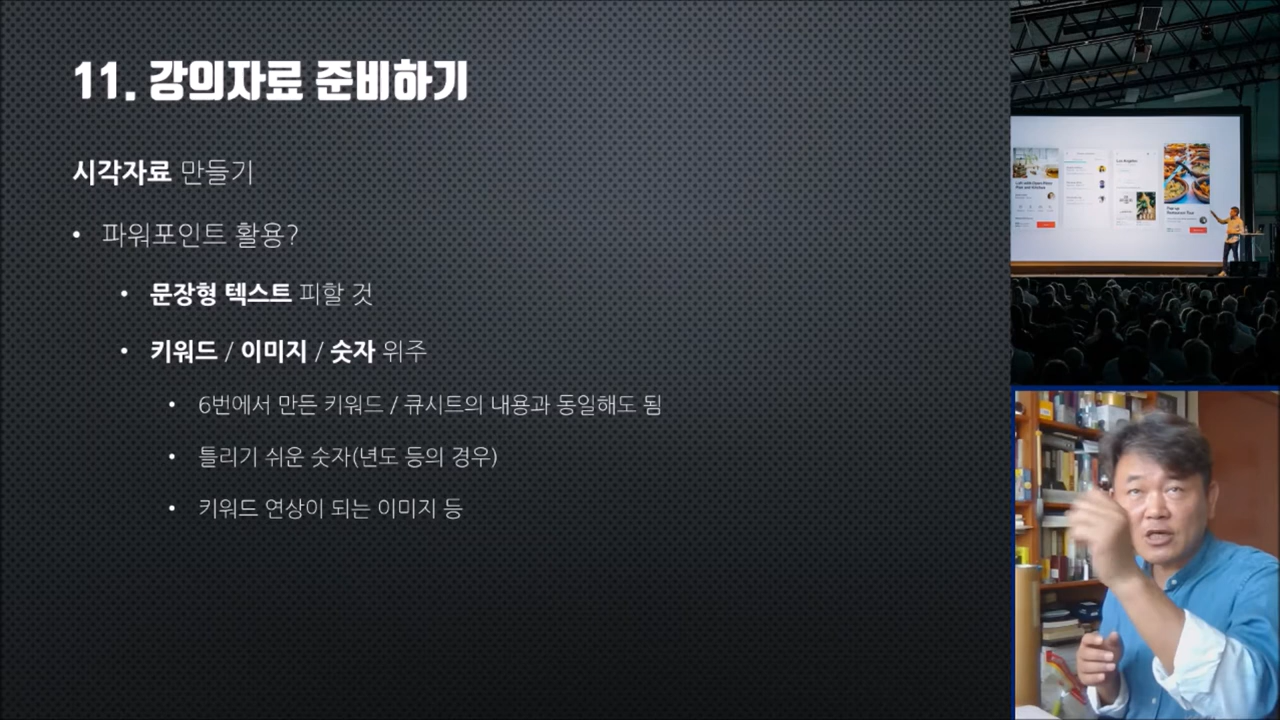 11. 강의자료 준비하기
시각자료 만들기
• 파워포인트 활용?
• 문장형 텍스트 피할 것
• 키워드 / 이미지 / 숫자 위주
• 6번에서 만든 키워드 / 큐시트의 내용과 동일해도 됨
• 틀리기 쉬운 숫자(년도 등의 경우)
• 키워드 연상이 되는 이미지 등